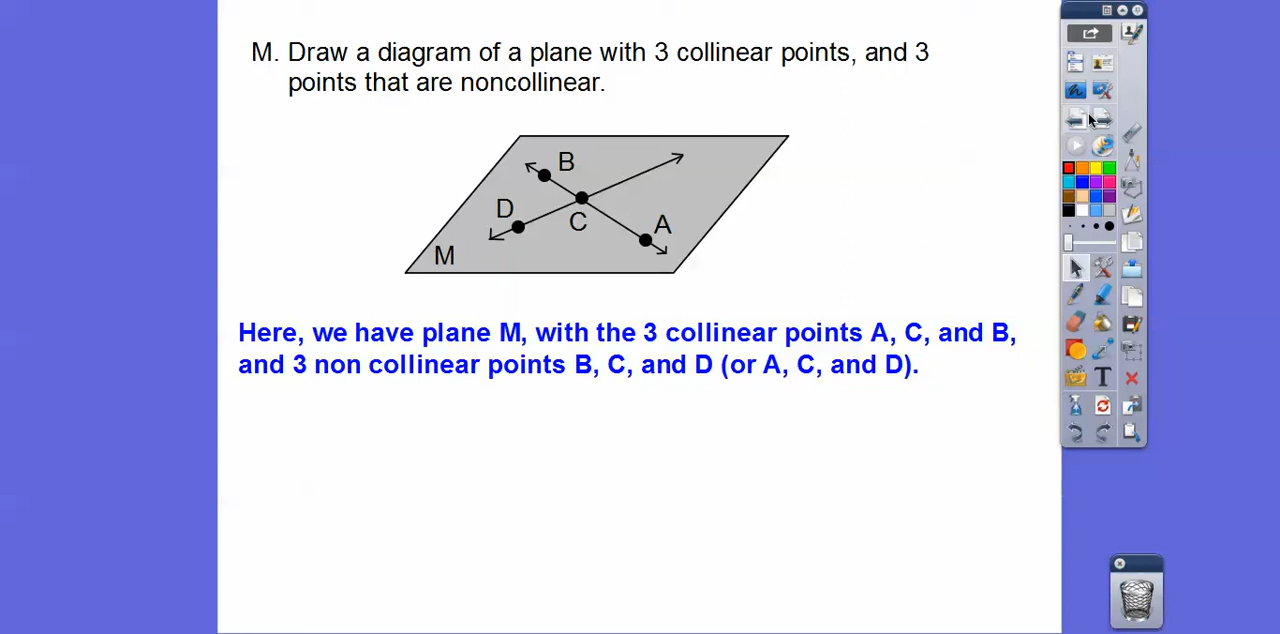 M. Draw a diagram of a plane with 3 collinear points, and 3
points that are noncollinear.
B
D
C
A
M
Here, we have plane M, with the 3 collinear points A, C, and B,
and 3 non collinear points B, C, and D (or A, C, and D).
T